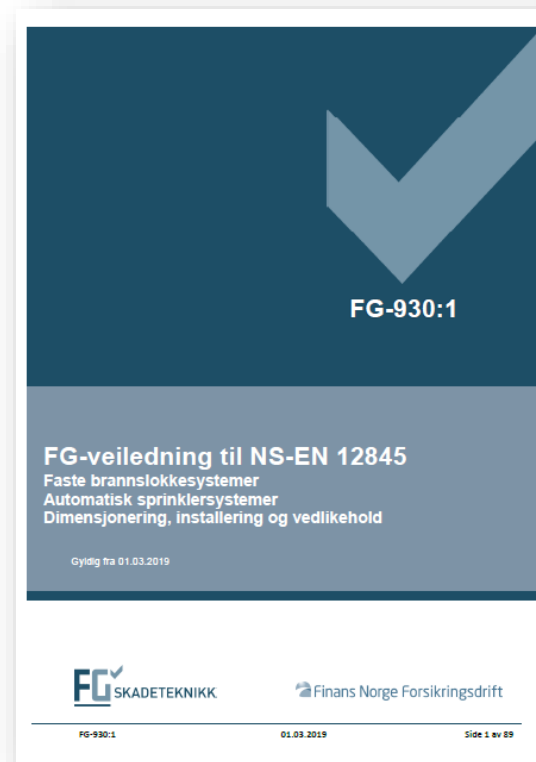 FG-930:1
FG-veiledning til NS-EN 12845
Faste brannslokkesystemer
Automatisk sprinklersystemer
Dimensjonering, installering og vedlikehold
Gyldig fra 01.03.2019
FG SKADETEKNIKK
Finans Norge Forsikringsdrift
FG-930:1 01.03.2019 Side 1 av 89